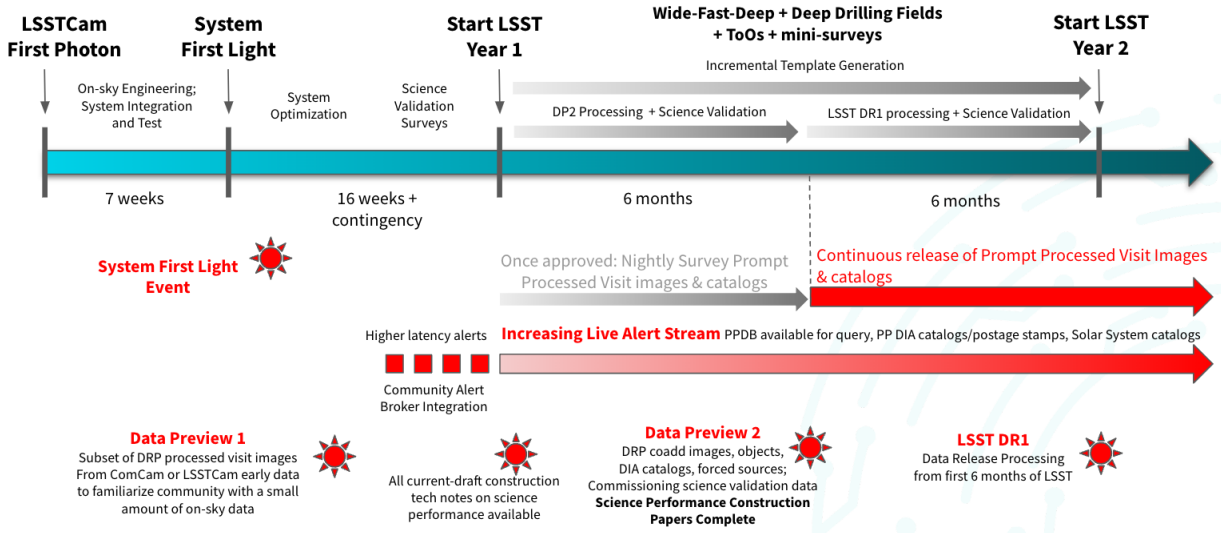 LSSTCam
First Photon
System
First Light
Start LSST
Year 1
Wide-Fast-Deep + Deep Drilling Fields
+ ToOs + mini-surveys
Start LSST
Year 2
On-sky Engineering;
System Integration
and Test
System
Optimization
Science
Validation
Surveys
Incremental Template Generation
DP2 Processing + Science Validation
LSST DR1 processing + Science Validation
7 weeks
16 weeks +
contingency
6 months
6 months
System First Light
Event
Once approved: Nightly Survey Prompt
Processed Visit images & catalogs
Continuous release of Prompt Processed Visit Images
& catalogs
Higher latency alerts
Increasing Live Alert Stream PPDB available for query, PP DIA catalogs/postage stamps, Solar System catalogs
Community Alert
Broker Integration
Data Preview 1
Subset of DRP processed visit images
From ComCam or LSSTCam early data
to familiarize community with a small
amount of on-sky data
All current-draft construction
tech notes on science
performance available
Data Preview 2
DRP coadd images, objects,
DIA catalogs, forced sources;
Commissioning science validation data
Science Performance Construction
Papers Complete
LSST DR1
Data Release Processing
from first 6 months of LSST